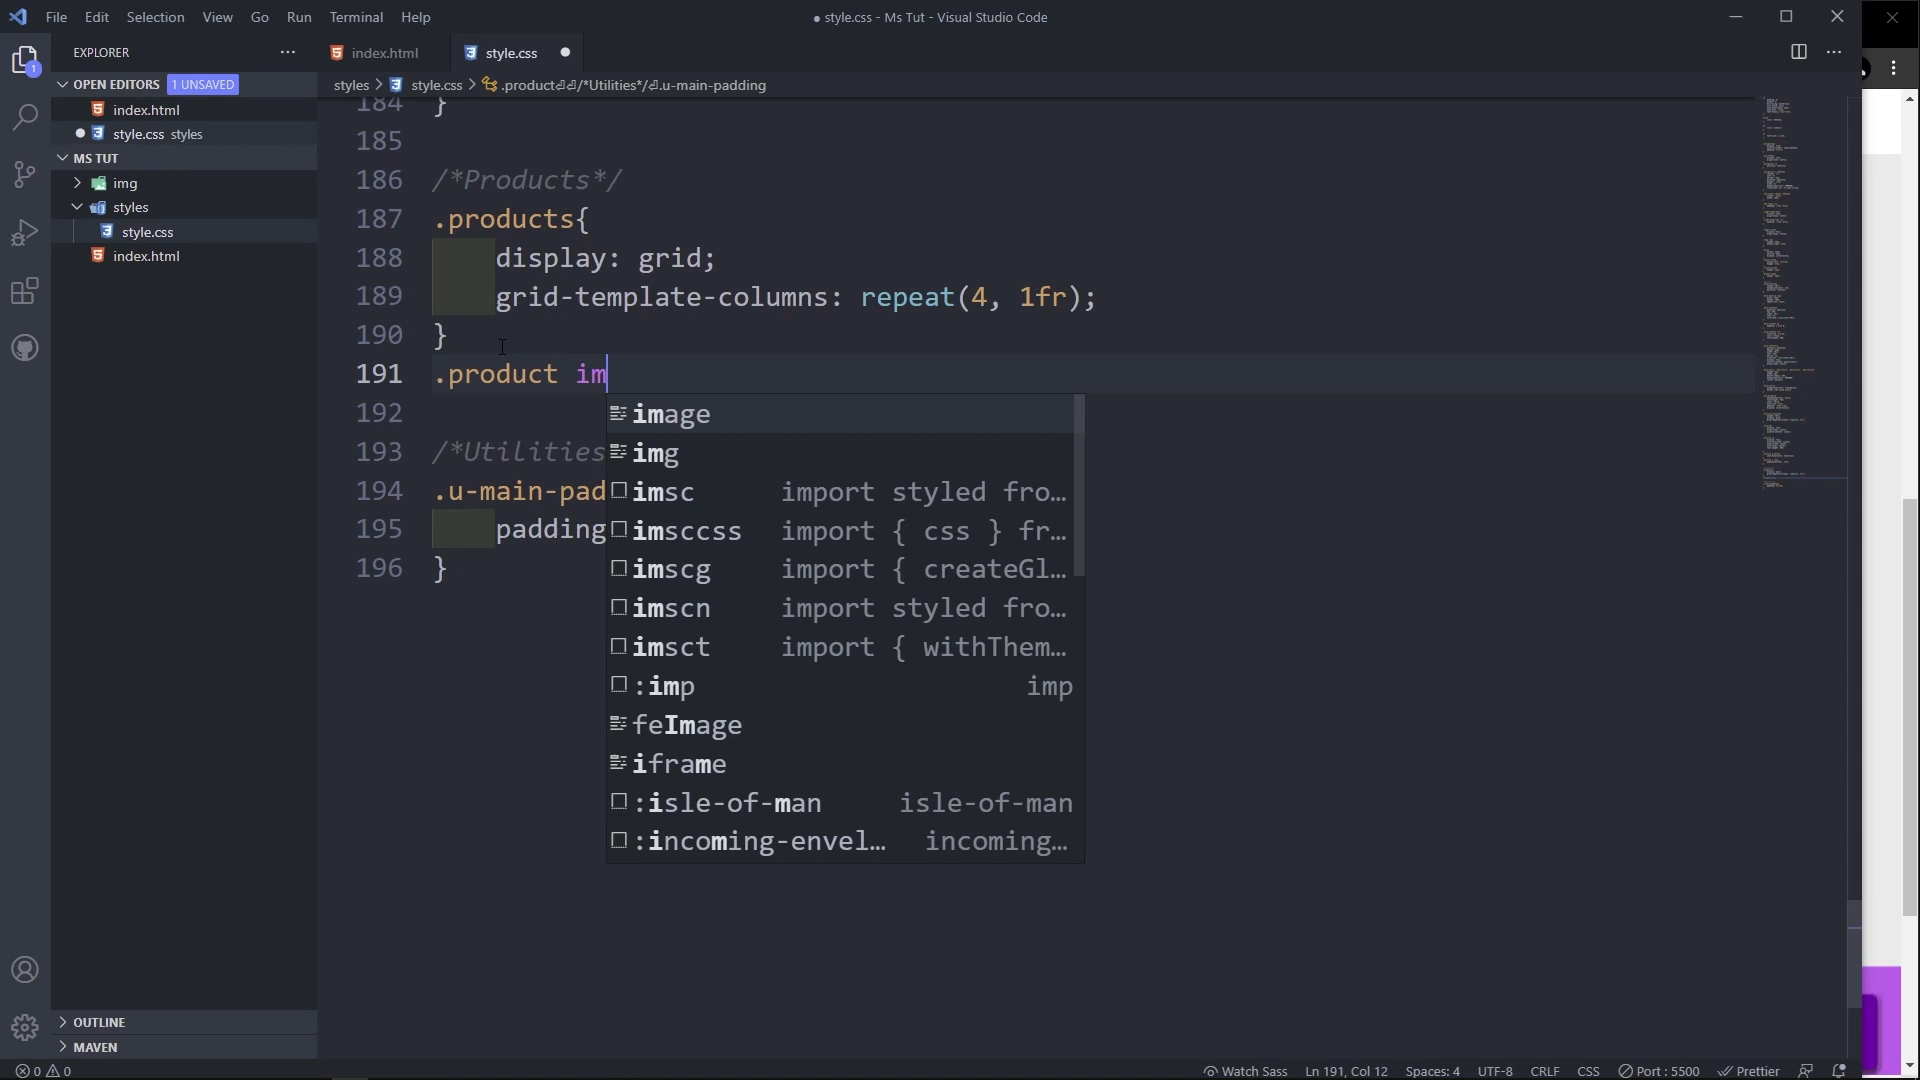 File Edit Selection View Go Run Terminal Help
● style.css - Ms Tut - Visual Studio Code
EXPLORER
index.html
style.css
OPEN EDITORS 1 UNSAVED
styles > style.css > .product⏎⏎/*Utilities*/⏎.u-main-padding
index.html
style.css styles
MS TUT
img
styles
style.css
index.html
184 }
185
186 /*Products*/
187 .products{
188 display: grid;
189 grid-template-columns: repeat(4, 1fr);
190 }
191 .product im
192
193 /*Utilities
194 .u-main-pad
195 padding
196 }
image
img
imsc import styled fro…
imsccss import { css } fr…
imscg import { createGl…
imscn import styled fro…
imsct import { withThem…
:imp imp
feImage
iframe
:isle-of-man isle-of-man
:incoming-envel… incoming…
1
OUTLINE
MAVEN
0 0
Watch Sass Ln 191, Col 12 Spaces: 4 UTF-8 CRLF CSS Port : 5500 Prettier